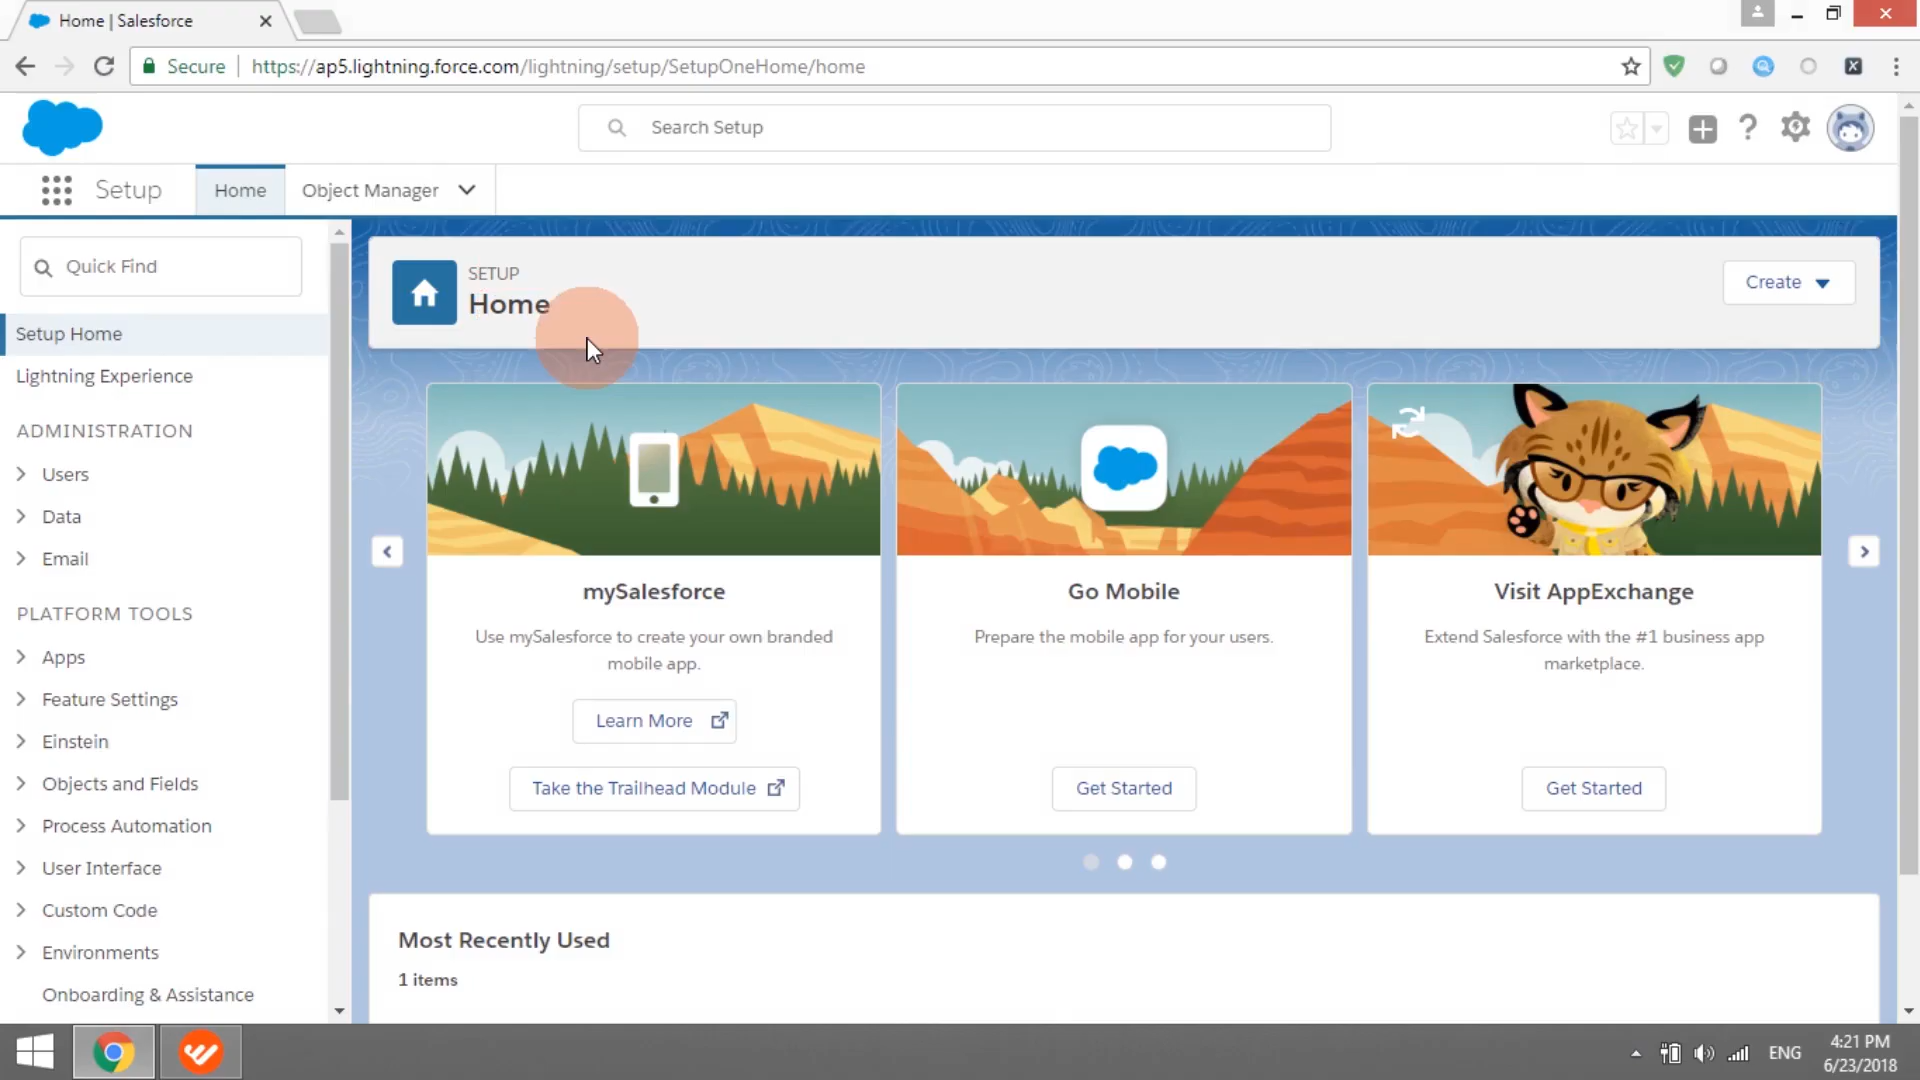 Home | Salesforce
Secure
https://ap5.lightning.force.com/lightning/setup/SetupOneHome/home
Search Setup
Setup
Home
Object Manager
Quick Find
Setup Home
Lightning Experience
ADMINISTRATION
Users
Data
Email
PLATFORM TOOLS
Apps
Feature Settings
Einstein
Objects and Fields
Process Automation
User Interface
Custom Code
Environments
Onboarding & Assistance
SETUP
Home
Create
mySalesforce
Use mySalesforce to create your own branded
mobile app.
Learn More
Take the Trailhead Module
Go Mobile
Prepare the mobile app for your users.
Get Started
Visit AppExchange
Extend Salesforce with the #1 business app
marketplace.
Get Started
Most Recently Used
1 items
ENG
4:21 PM
6/23/2018